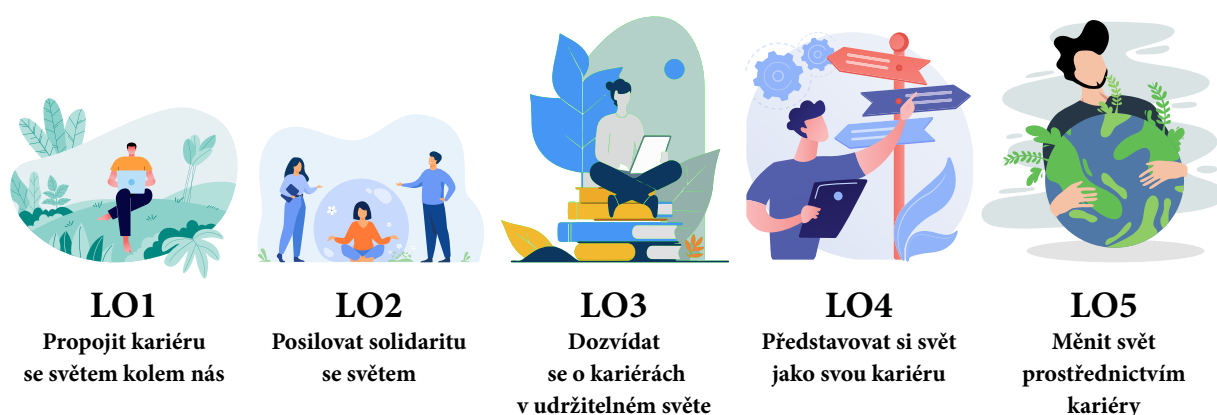 LO1
Propojit kariéru
se světem kolem nás
LO2
Posilovat solidaritu
se světem
LO3
Dozvídat
se o kariérách
v udržitelném světe
LO4
Představovat si svět
jako svou kariéru
LO5
Měnit svět
prostřednictvím
kariéry